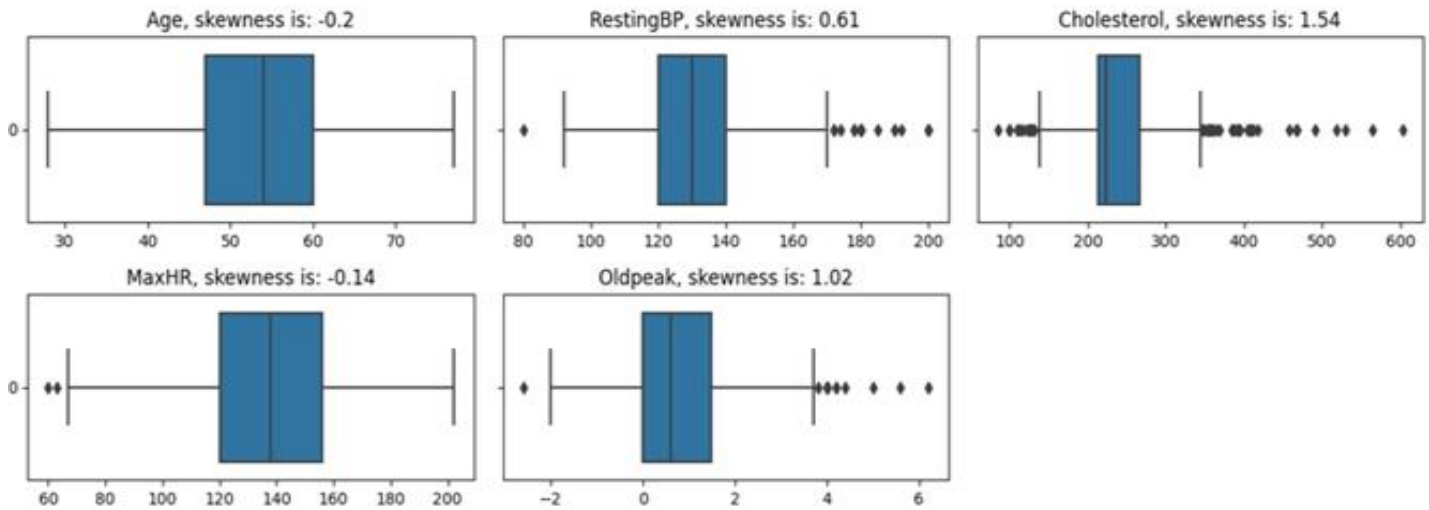 Age, skewness is: -0.2
RestingBP, skewness is: 0.61
Cholesterol, skewness is: 1.54
0
30 40 50 60 70
80 100 120 140 160 180 200
100 200 300 400 500 600
MaxHR, skewness is: -0.14
Oldpeak, skewness is: 1.02
0
60 80 100 120 140 160 180 200
−2 0 2 4 6